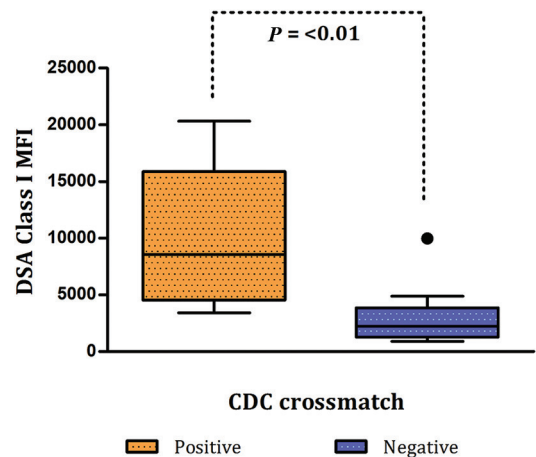 P = <0.01
25000
20000
15000
10000
5000
0
DSA Class I MFI
CDC crossmatch
Positive Negative